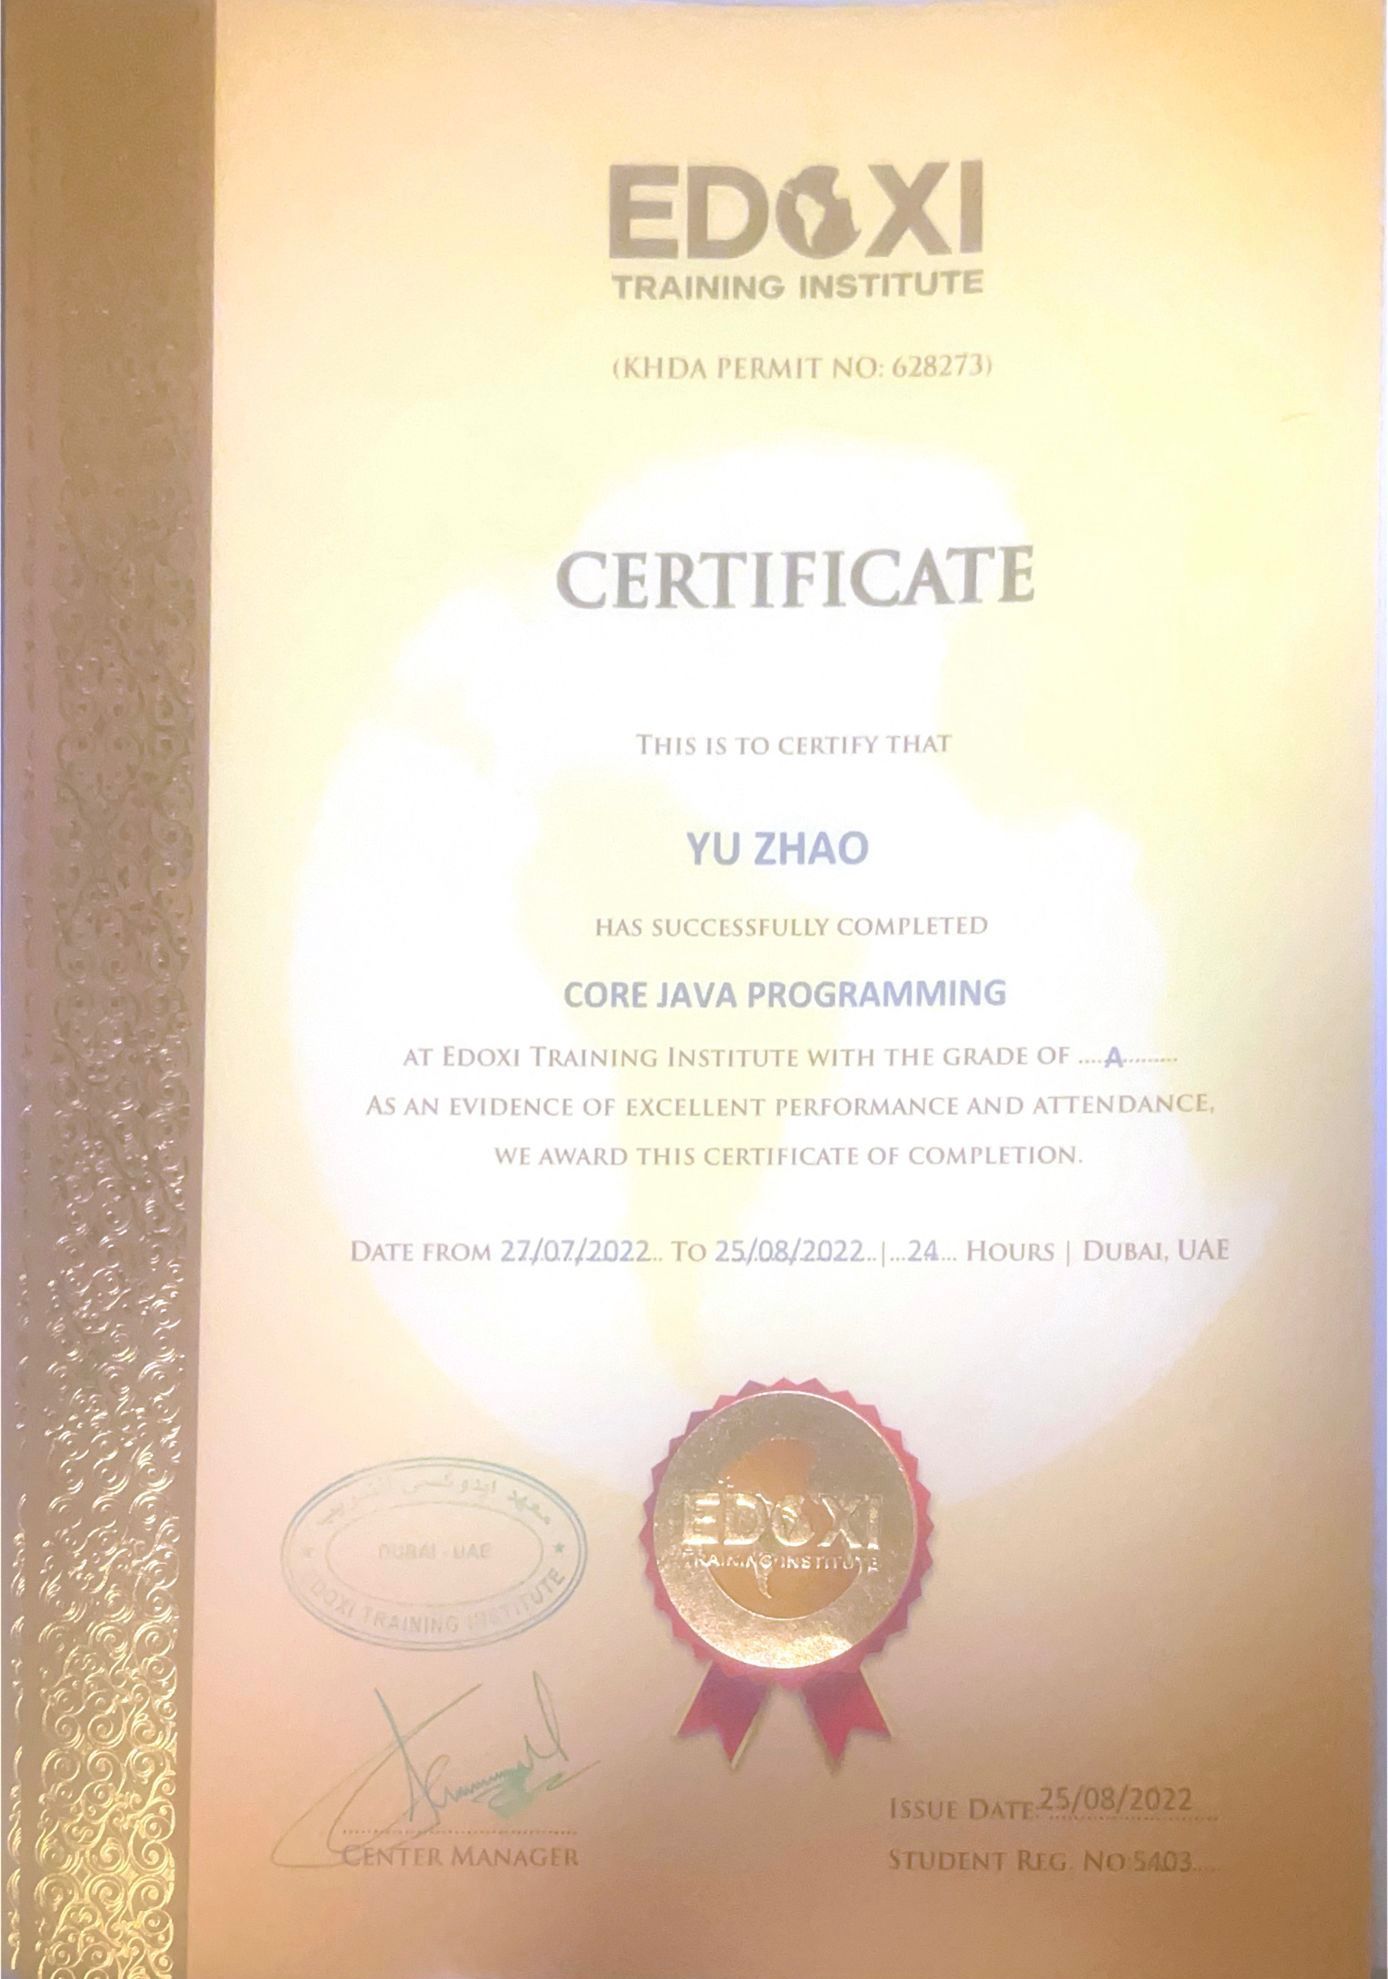 EDOXI
TRAINING INSTITUTE
(KHDA PERMIT NO: 628273)
CERTIFICATE
THIS IS TO CERTIFY THAT
YU ZHAO
HAS SUCCESSFULLY COMPLETED
CORE JAVA PROGRAMMING
AT EDOXI TRAINING INSTITUTE WITH THE GRADE OF ....A.........
AS AN EVIDENCE OF EXCELLENT PERFORMANCE AND ATTENDANCE,
WE AWARD THIS CERTIFICATE OF COMPLETION.
DATE FROM 27/07/2022.. TO 25/08/2022..|...24... HOURS | DUBAI, UAE
معهد ايدوكسي للتدريب
DUBAI - UAE
EDOXI TRAINING INSTITUTE
EDOXI
TRAINING INSTITUTE
CENTER MANAGER
ISSUE DATE 25/08/2022
STUDENT REG. NO 5403